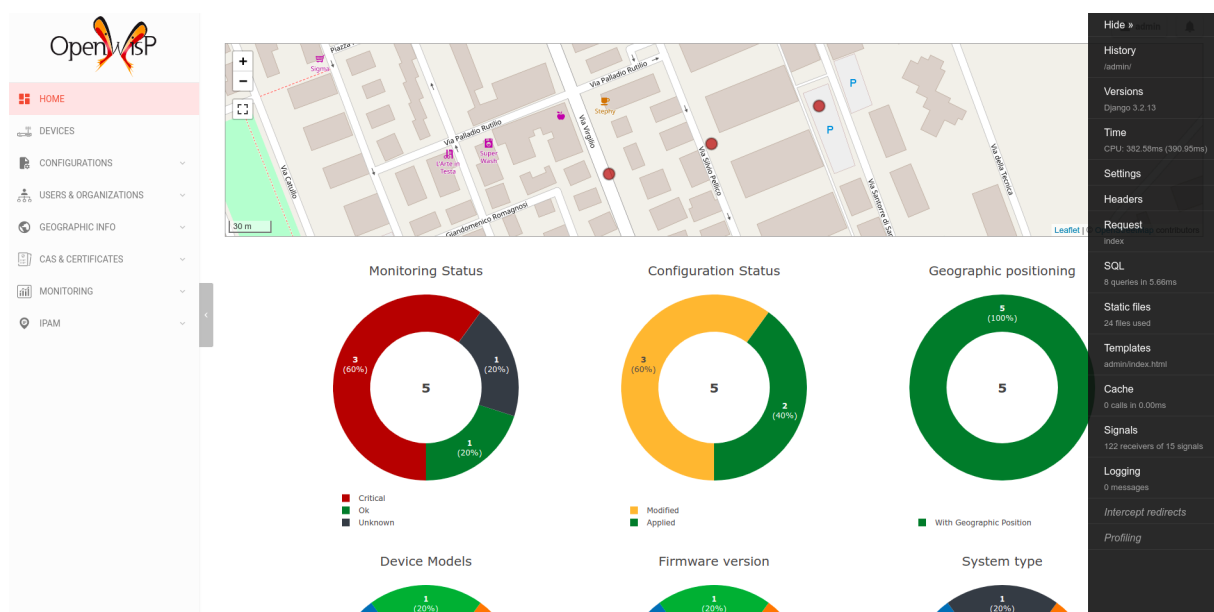 OpenWISP
HOME
DEVICES
CONFIGURATIONS
USERS & ORGANIZATIONS
GEOGRAPHIC INFO
CAS & CERTIFICATES
MONITORING
IPAM
+
−
Piazza
Sigma
Via Palladio Rutilio
Stephy
P
P
Via Palladio Rutilio
L'Arte in
Testa
Super
Wash
Via Virgilio
Via Silvio Pellico
Via Catullo
Via della Tecnica
Via Santorre di
Giandomenico Romagnosi
30 m
Leaflet | ©
contributors
Monitoring Status
3
(60%)
1
(20%)
1
(20%)
5
Critical
Ok
Unknown
Configuration Status
3
(60%)
2
(40%)
5
Modified
Applied
Geographic positioning
5
(100%)
5
With Geographic Position
Device Models
1
(20%)
Firmware version
1
(20%)
System type
1
(20%)
Hide »
admin
History
/admin/
Versions
Django 3.2.13
Time
CPU: 382.58ms (390.95ms)
Settings
Headers
Request
index
SQL
8 queries in 5.66ms
Static files
24 files used
Templates
admin/index.html
Cache
0 calls in 0.00ms
Signals
122 receivers of 15 signals
Logging
0 messages
Intercept redirects
Profiling